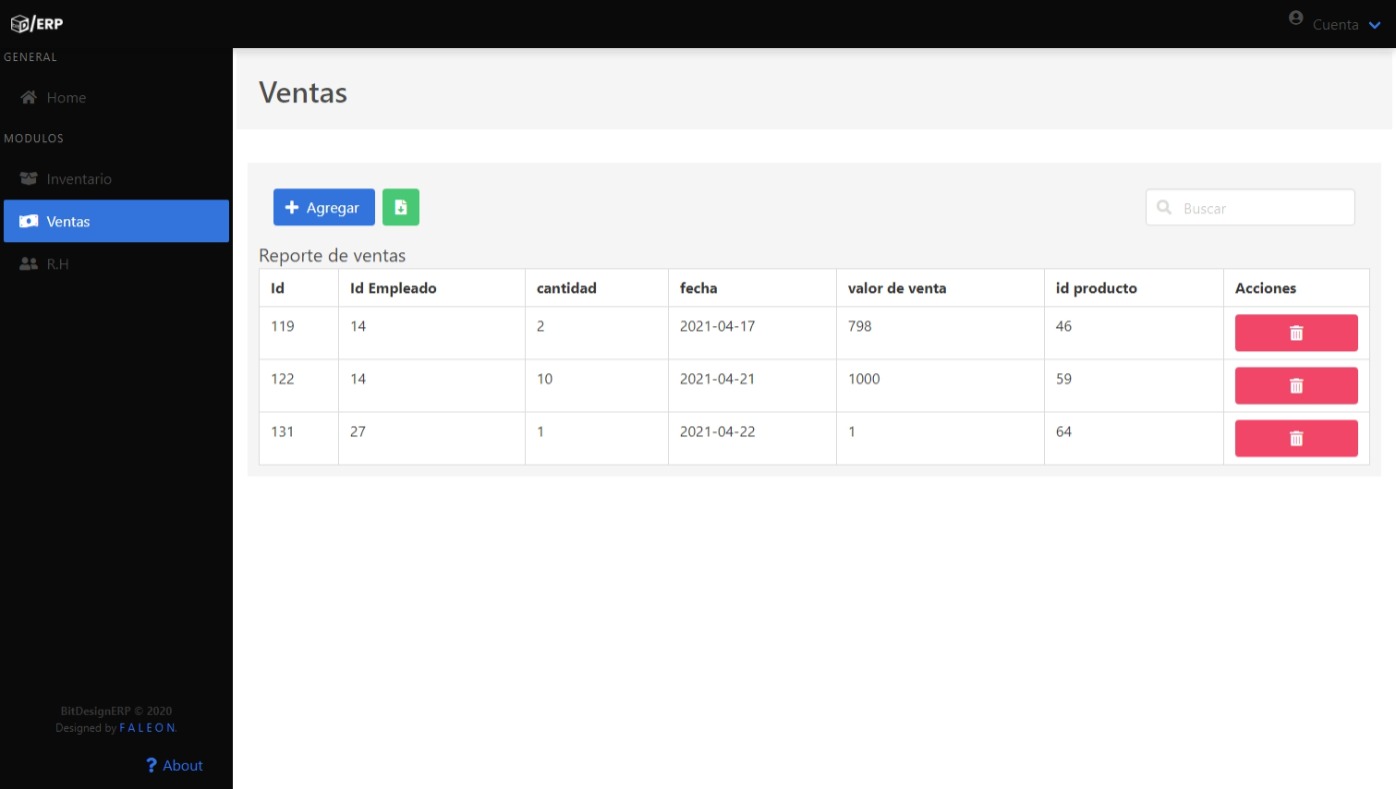 /ERP
Cuenta
GENERAL
Home
MODULOS
Inventario
Ventas
R.H
BitDesignERP © 2020
Designed by FALEON.
? About
Ventas
+ Agregar
Buscar
Reporte de ventas
Id Id Empleado cantidad fecha valor de venta id producto Acciones
119 14 2 2021-04-17 798 46
122 14 10 2021-04-21 1000 59
131 27 1 2021-04-22 1 64